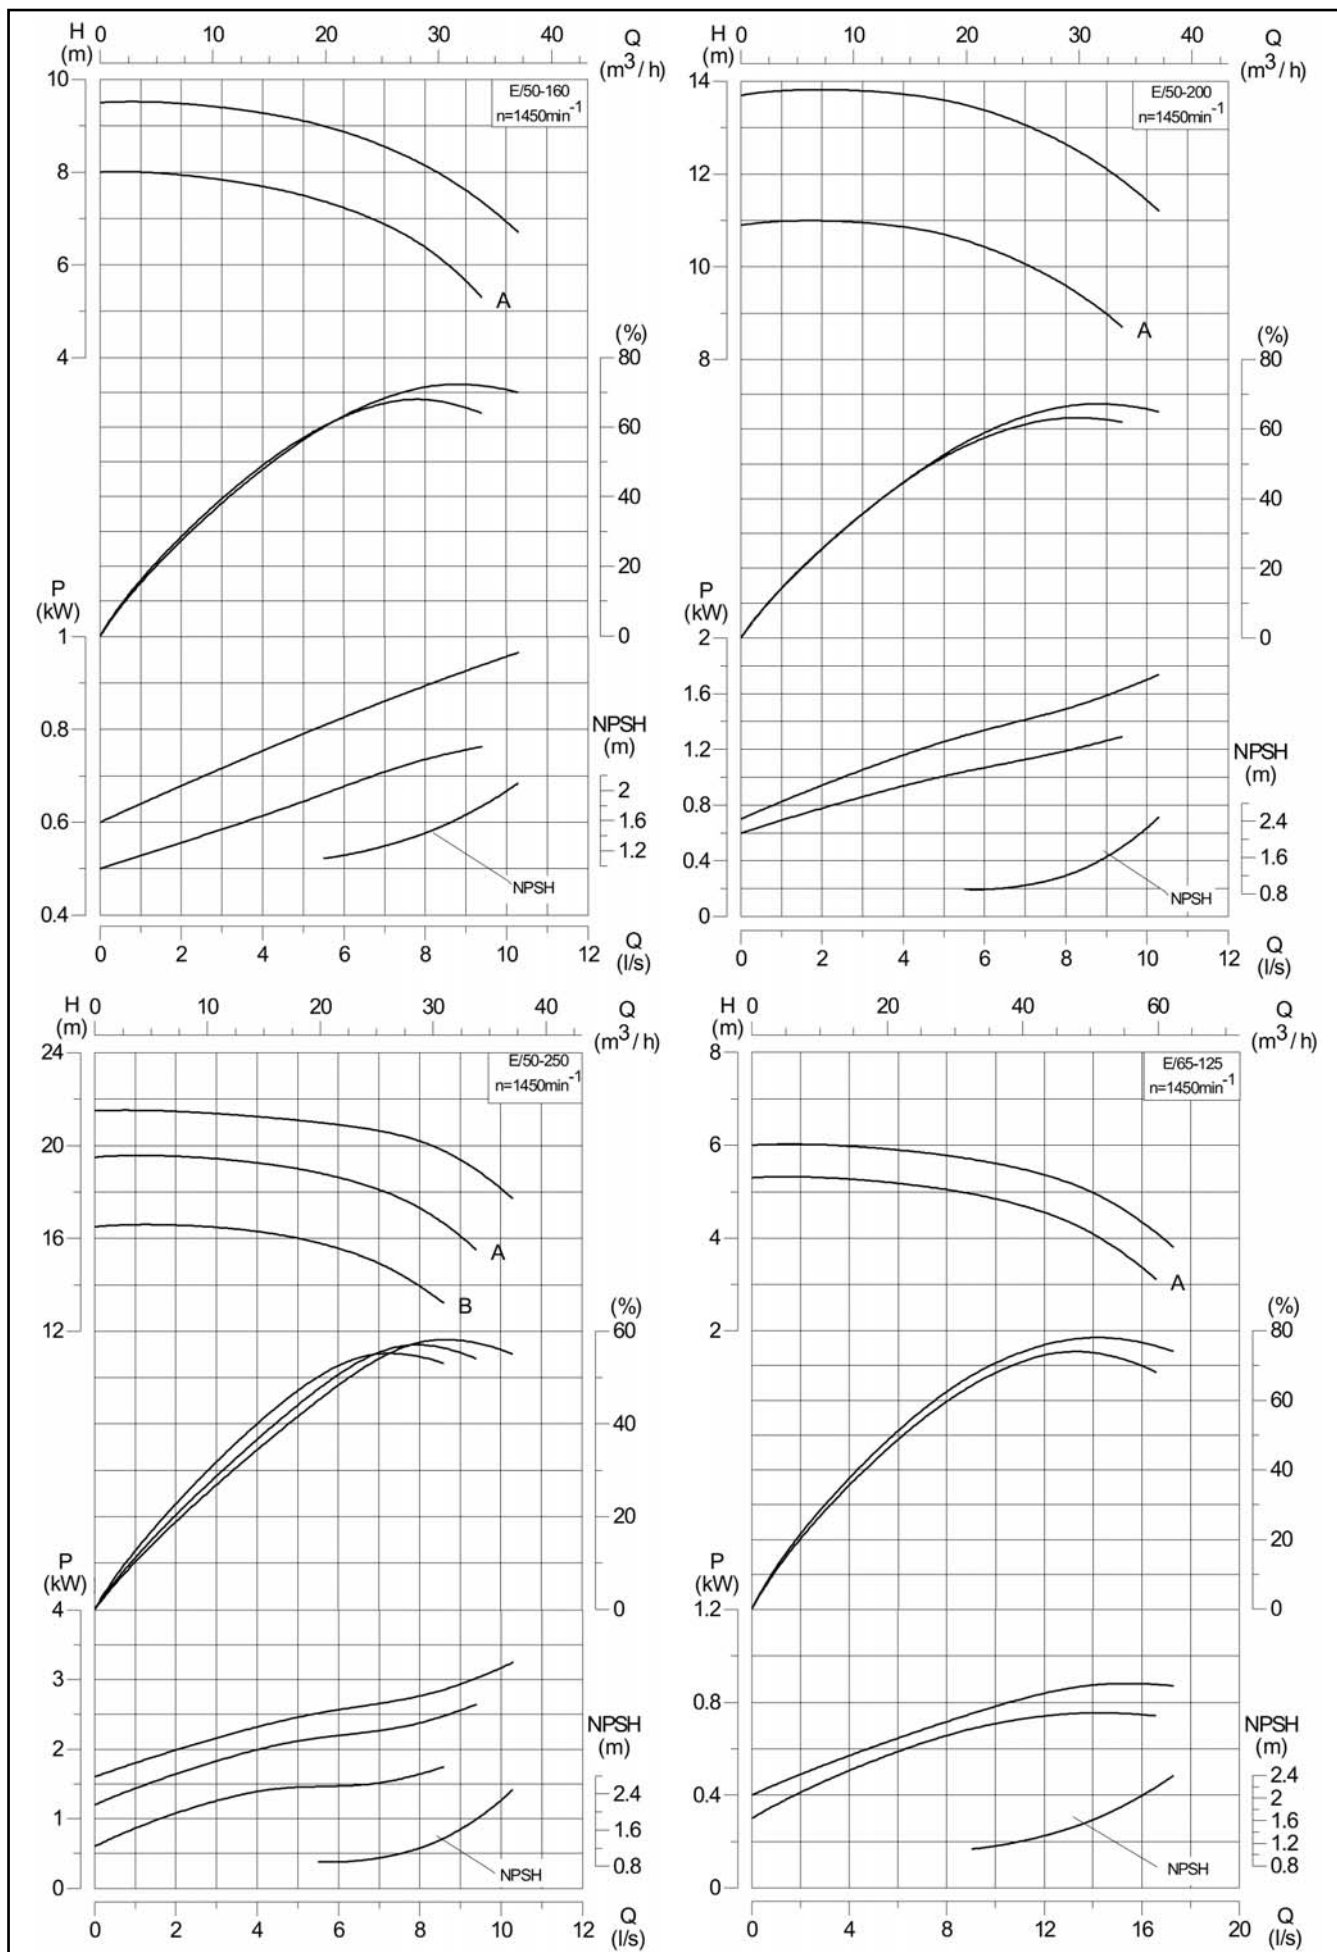 H 0 10 20 30 40 Q
(m) (m³/h)
10
E/50-160
n=1450min⁻¹
8
6
A
(%)
4 80
60
40
20
P
(kW)
0
1
0.8
NPSH
(m)
2
0.6 1.6
1.2
NPSH
0.4
0 2 4 6 8 10 Q 12
(l/s)
H 0 10 20 30 40 Q
(m) (m³/h)
14
E/50-200
n=1450min⁻¹
12
10
A
(%)
8 80
60
40
20
P
(kW)
2 0
1.6
1.2 NPSH
(m)
0.8 2.4
1.6
0.4
0.8
NPSH
0
0 2 4 6 8 10 Q 12
(l/s)
H 0 10 20 30 40 Q
(m) (m³/h)
24
E/50-250
n=1450min⁻¹
20
16 A
B
(%)
12 60
40
20
P
(kW)
4 0
3
NPSH
(m)
2
2.4
1.6
1
0.8
NPSH
0
0 2 4 6 8 10 Q 12
(l/s)
H 0 20 40 60 Q
(m) (m³/h)
8
E/65-125
n=1450min⁻¹
6
4
A
(%)
2 80
60
40
20
P
(kW)
1.2 0
0.8
NPSH
(m)
2.4
0.4 2
1.6
1.2
0.8
NPSH
0
0 4 8 12 16 Q 20
(l/s)